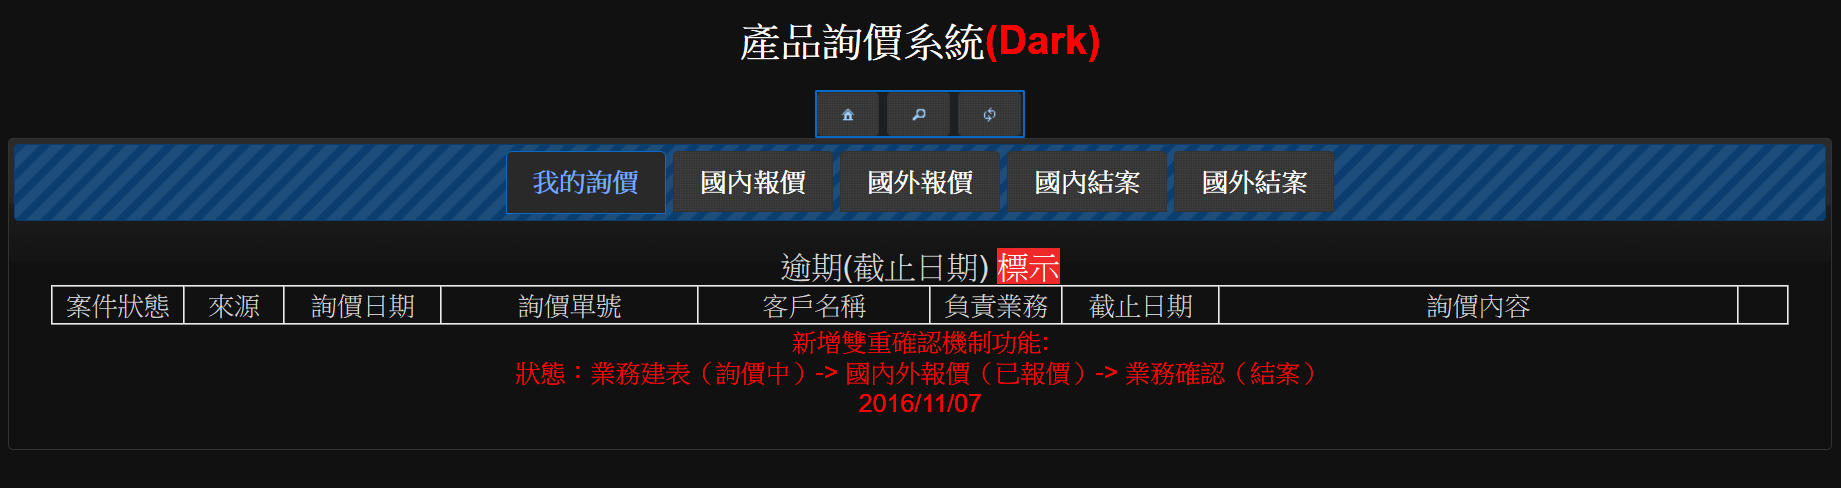 產品詢價系統(Dark)
我的詢價 國內報價 國外報價 國內結案 國外結案
逾期(截止日期) 標示
案件狀態 來源 詢價日期 詢價單號 客戶名稱 負責業務 截止日期 詢價內容
新增雙重確認機制功能:
狀態：業務建表（詢價中）-> 國內外報價（已報價）-> 業務確認（結案）
2016/11/07